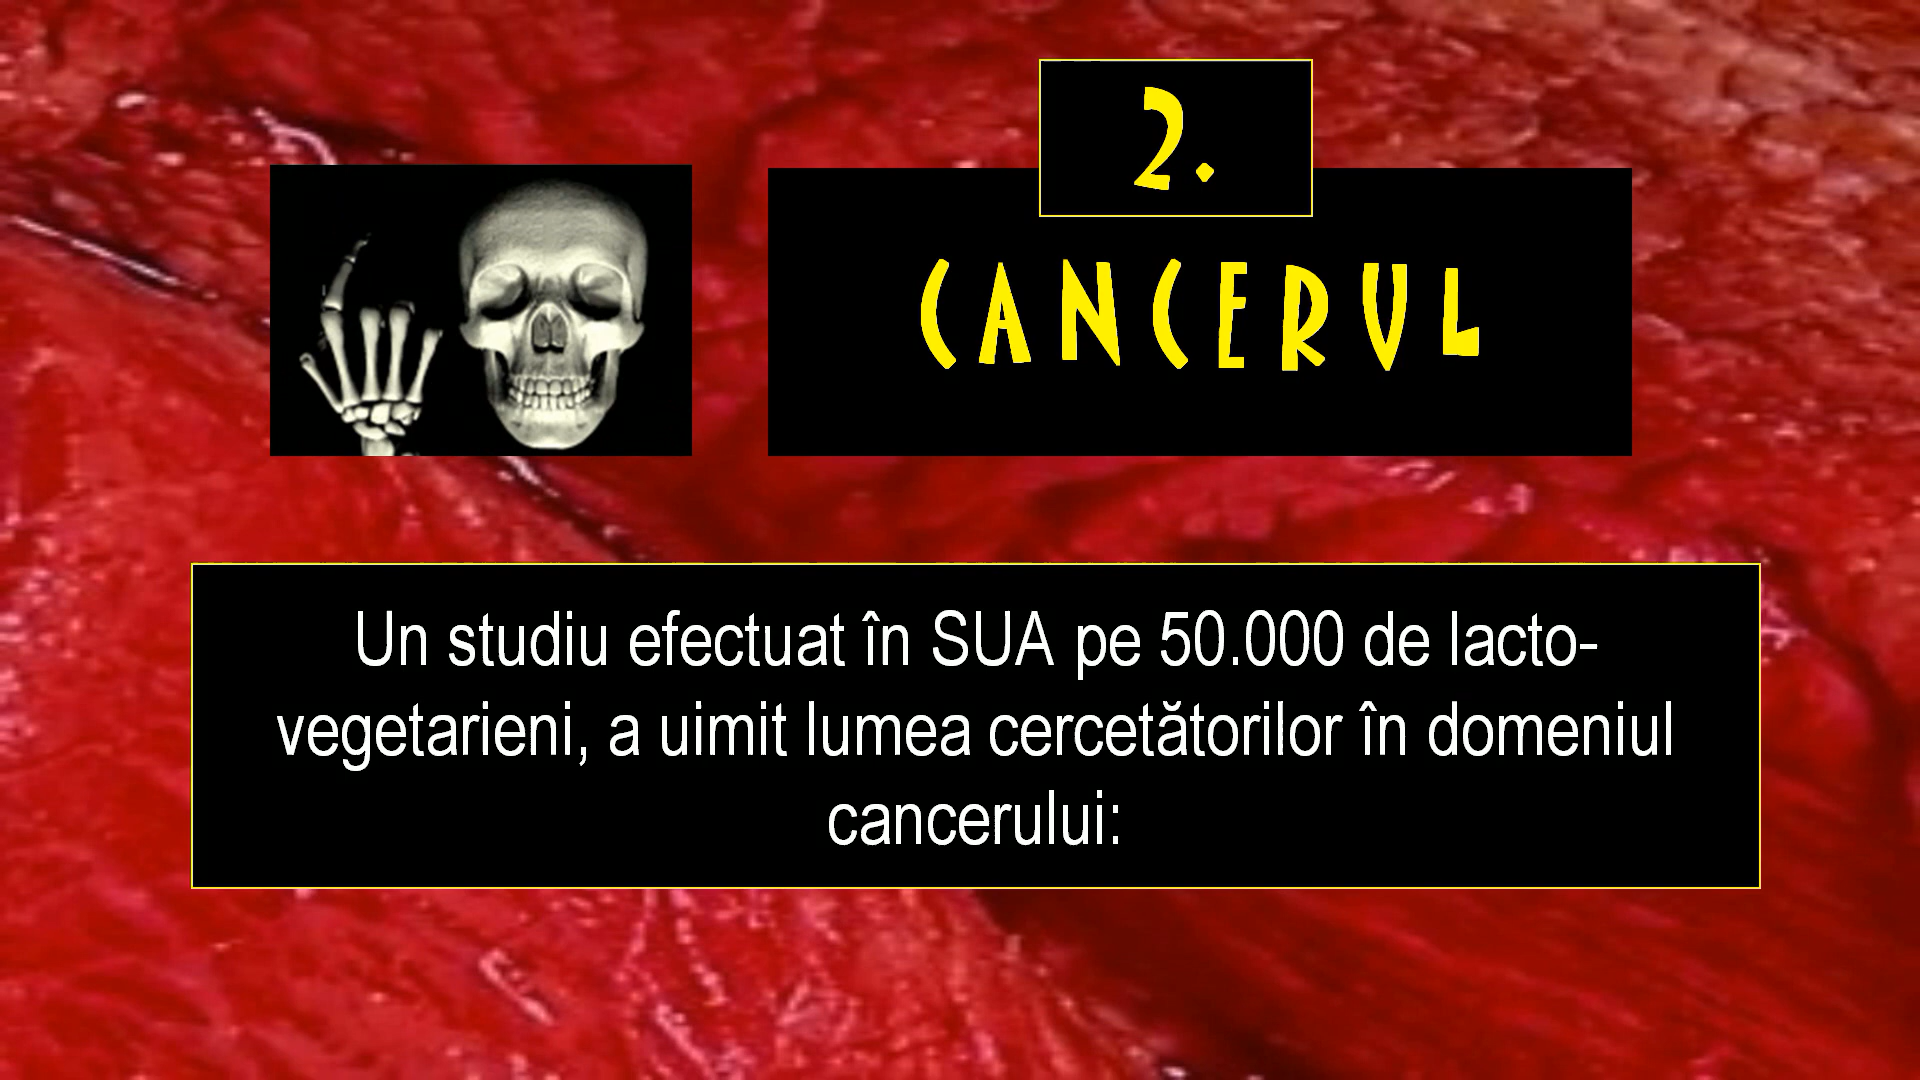 2.
CANCERUL
Un studiu efectuat în SUA pe 50.000 de lacto-
vegetarieni, a uimit lumea cercetătorilor în domeniul
cancerului: